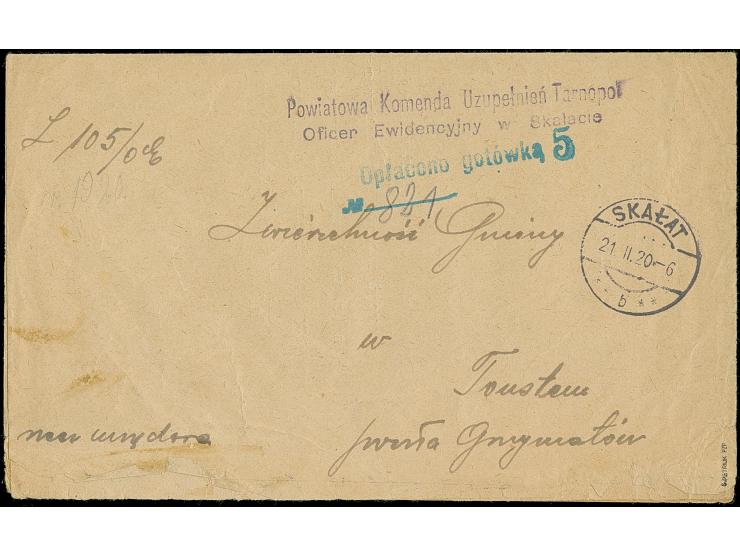 Powiatowa Komenda Uzupełnień Tarnopol
Oficer Ewidencyjny w Skałacie
L 105/oE
Opłacono gotówką 5
№ 821
Zwierzchność Gminy
SKAŁAT
21 II.20–6
* * b * *
w
Toustem
Grzymałów